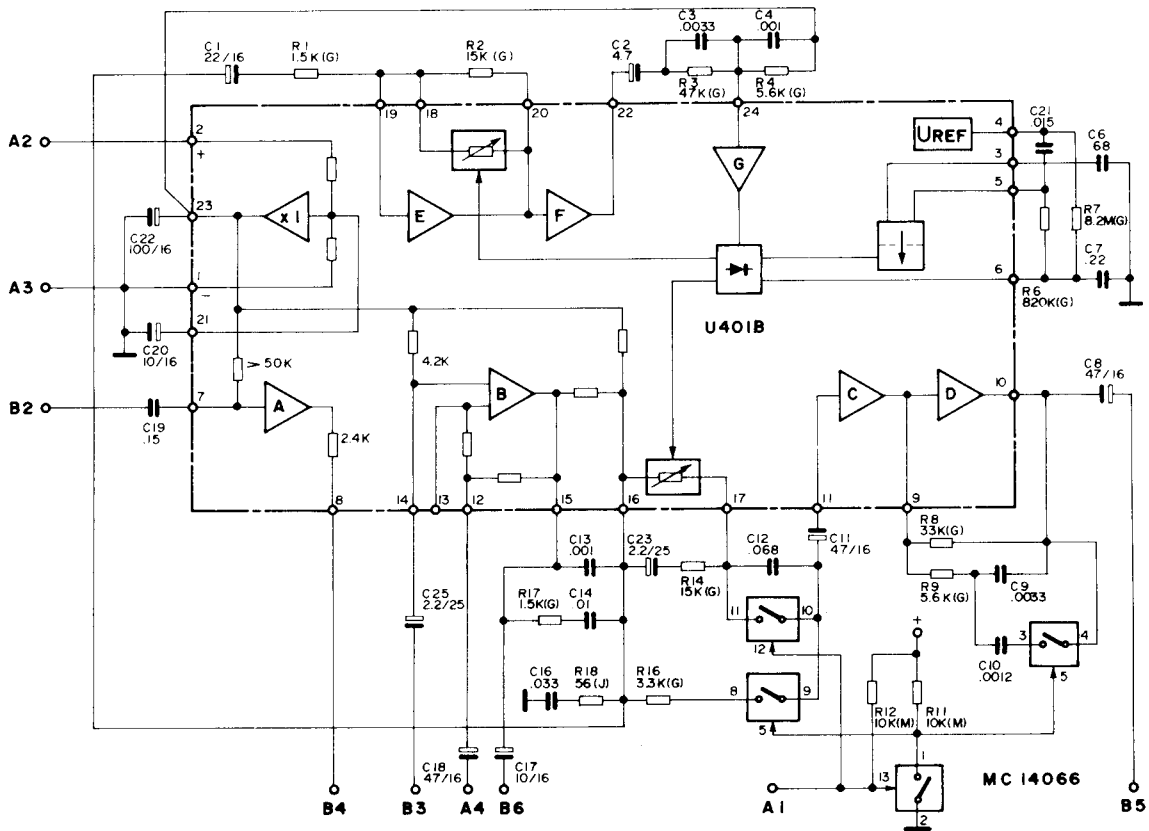 C1
22/16
R1
1.5K(G)
R2
15K(G)
C2
4.7
C3
.0033
C4
.001
R3
47K(G)
R4
5.6K(G)
19
18
20
22
24
A2
2
+
4
UREF
C21
.015
C6
68
3
5
G
23
x1
E
F
C22
100/16
R7
8.2M(G)
C7
.22
A3
1
−
6
R6
820K(G)
21
U401B
C20
10/16
> 50K
4.2K
B
C
D
10
C8
47/16
B2
7
A
C19
.15
2.4K
8
14
13
12
15
16
17
11
9
C13
.001
C23
2.2/25
C12
.068
C11
47/16
R8
33K(G)
R14
15K(G)
R9
5.6K(G)
C9
.0033
C25
2.2/25
R17
1.5K(G)
C14
.01
11
10
12
+
3
4
C10
.0012
5
C16
.033
R18
56(J)
R16
3.3K(G)
8
9
5
R12
10K(M)
R11
10K(M)
1
C18
47/16
C17
10/16
13
MC14066
2
B4
B3
A4
B6
A1
B5